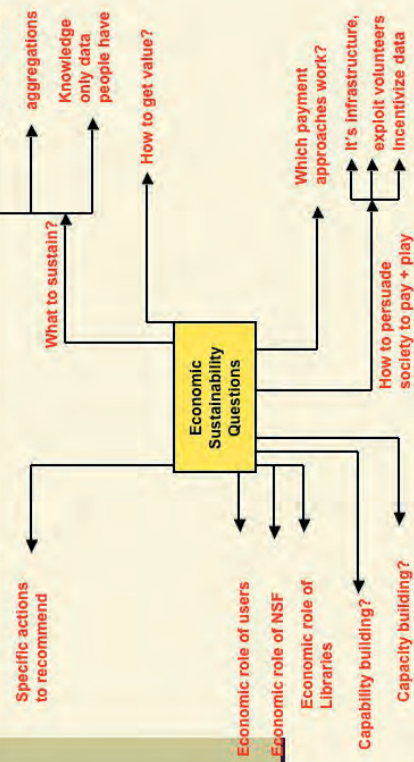 aggregations
Knowledge
only data
people have
What to sustain?
How to get value?
Specific actions
to recommend
Economic
Sustainability
Questions
Which payment
approaches work?
It's infrastructure,
exploit volunteers
Incentivize data
How to persuade
society to pay + play
Economic role of users
Economic role of NSF
Economic role of
Libraries
Capability building?
Capacity building?